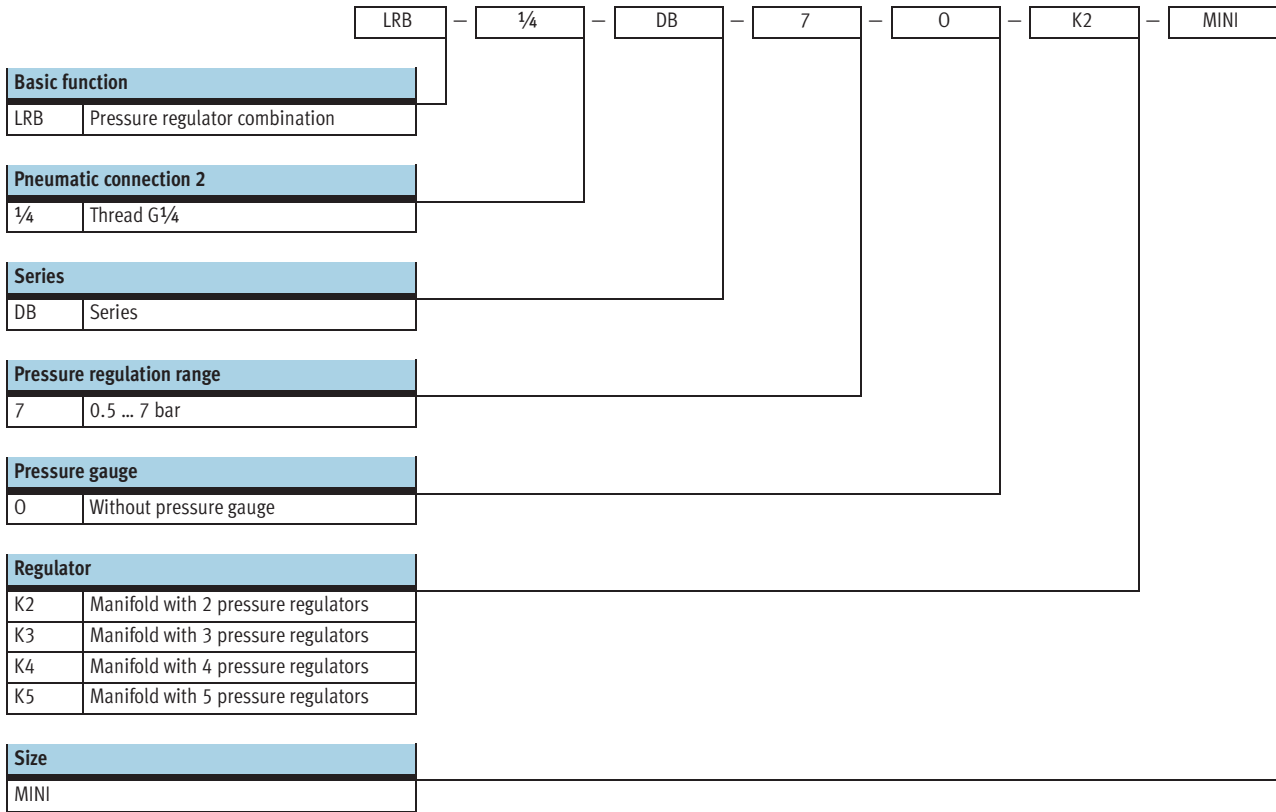 LRB – ¼ – DB – 7 – O – K2 – MINI
Basic function
LRB Pressure regulator combination
Pneumatic connection 2
¼ Thread G¼
Series
DB Series
Pressure regulation range
7 0.5 … 7 bar
Pressure gauge
O Without pressure gauge
Regulator
K2 Manifold with 2 pressure regulators
K3 Manifold with 3 pressure regulators
K4 Manifold with 4 pressure regulators
K5 Manifold with 5 pressure regulators
Size
MINI